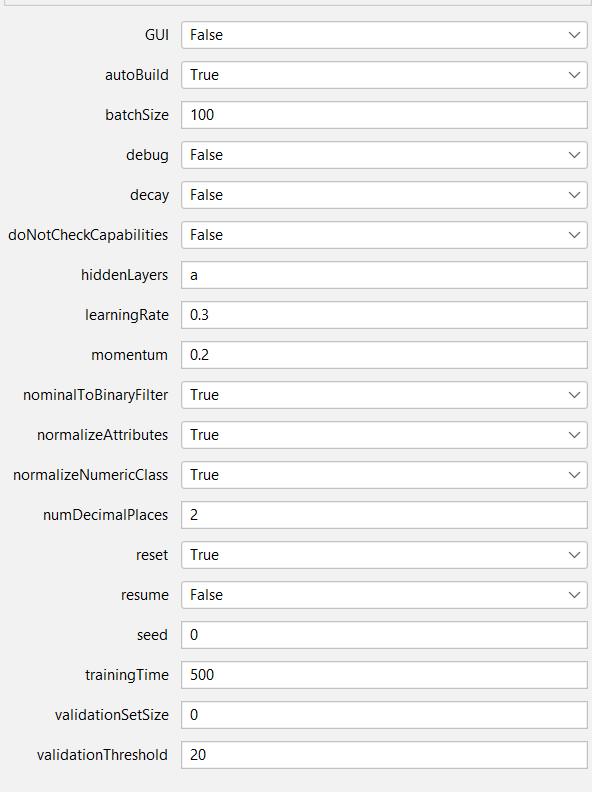 GUI False
autoBuild True
batchSize 100
debug False
decay False
doNotCheckCapabilities False
hiddenLayers a
learningRate 0.3
momentum 0.2
nominalToBinaryFilter True
normalizeAttributes True
normalizeNumericClass True
numDecimalPlaces 2
reset True
resume False
seed 0
trainingTime 500
validationSetSize 0
validationThreshold 20